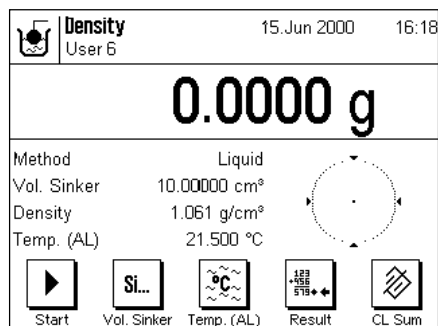 Density 15.Jun 2000 16:18
User 6
0.0000 g
Method Liquid
Vol. Sinker 10.00000 cm³
Density 1.061 g/cm³
Temp. (AL) 21.500 °C
Si... °C 123 +456 579
Start Vol. Sinker Temp. (AL) Result CL Sum